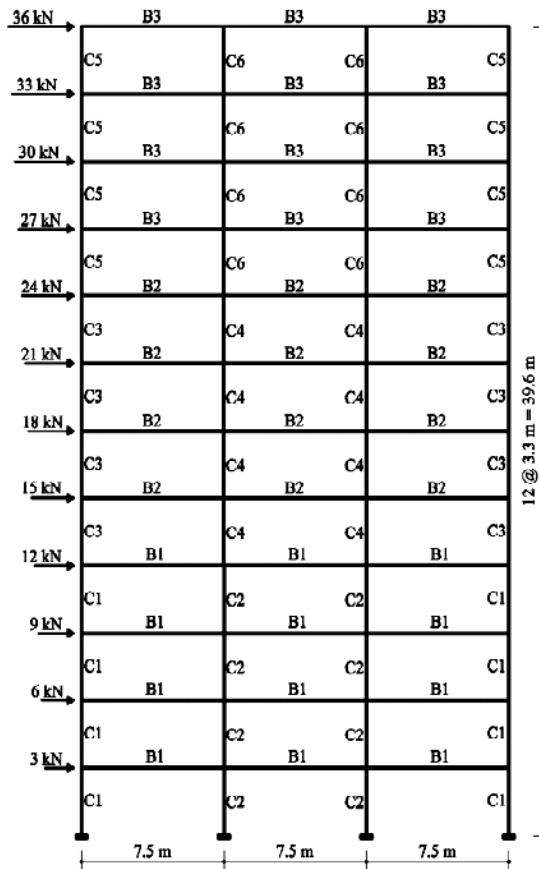 36 kN B3 B3 B3
C5 C6 C6 C5
33 kN B3 B3 B3
C5 C6 C6 C5
30 kN B3 B3 B3
C5 C6 C6 C5
27 kN B3 B3 B3
C5 C6 C6 C5
24 kN B2 B2 B2
C3 C4 C4 C3
21 kN B2 B2 B2
C3 C4 C4 C3
18 kN B2 B2 B2
C3 C4 C4 C3
15 kN B2 B2 B2
C3 C4 C4 C3
12 kN B1 B1 B1
C1 C2 C2 C1
9 kN B1 B1 B1
C1 C2 C2 C1
6 kN B1 B1 B1
C1 C2 C2 C1
3 kN B1 B1 B1
C1 C2 C2 C1
7.5 m 7.5 m 7.5 m
12 @ 3.3 m = 39.6 m